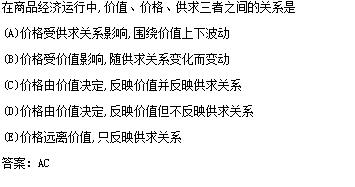 在商品经济运行中,价值、价格、供求三者之间的关系是
(A)价格受供求关系影响,围绕价值上下波动
(B)价格受价值影响,随供求关系变化而变动
(C)价格由价值决定,反映价值并反映供求关系
(D)价格由价值决定,反映价值但不反映供求关系
(E)价格远离价值,只反映供求关系
答案：AC